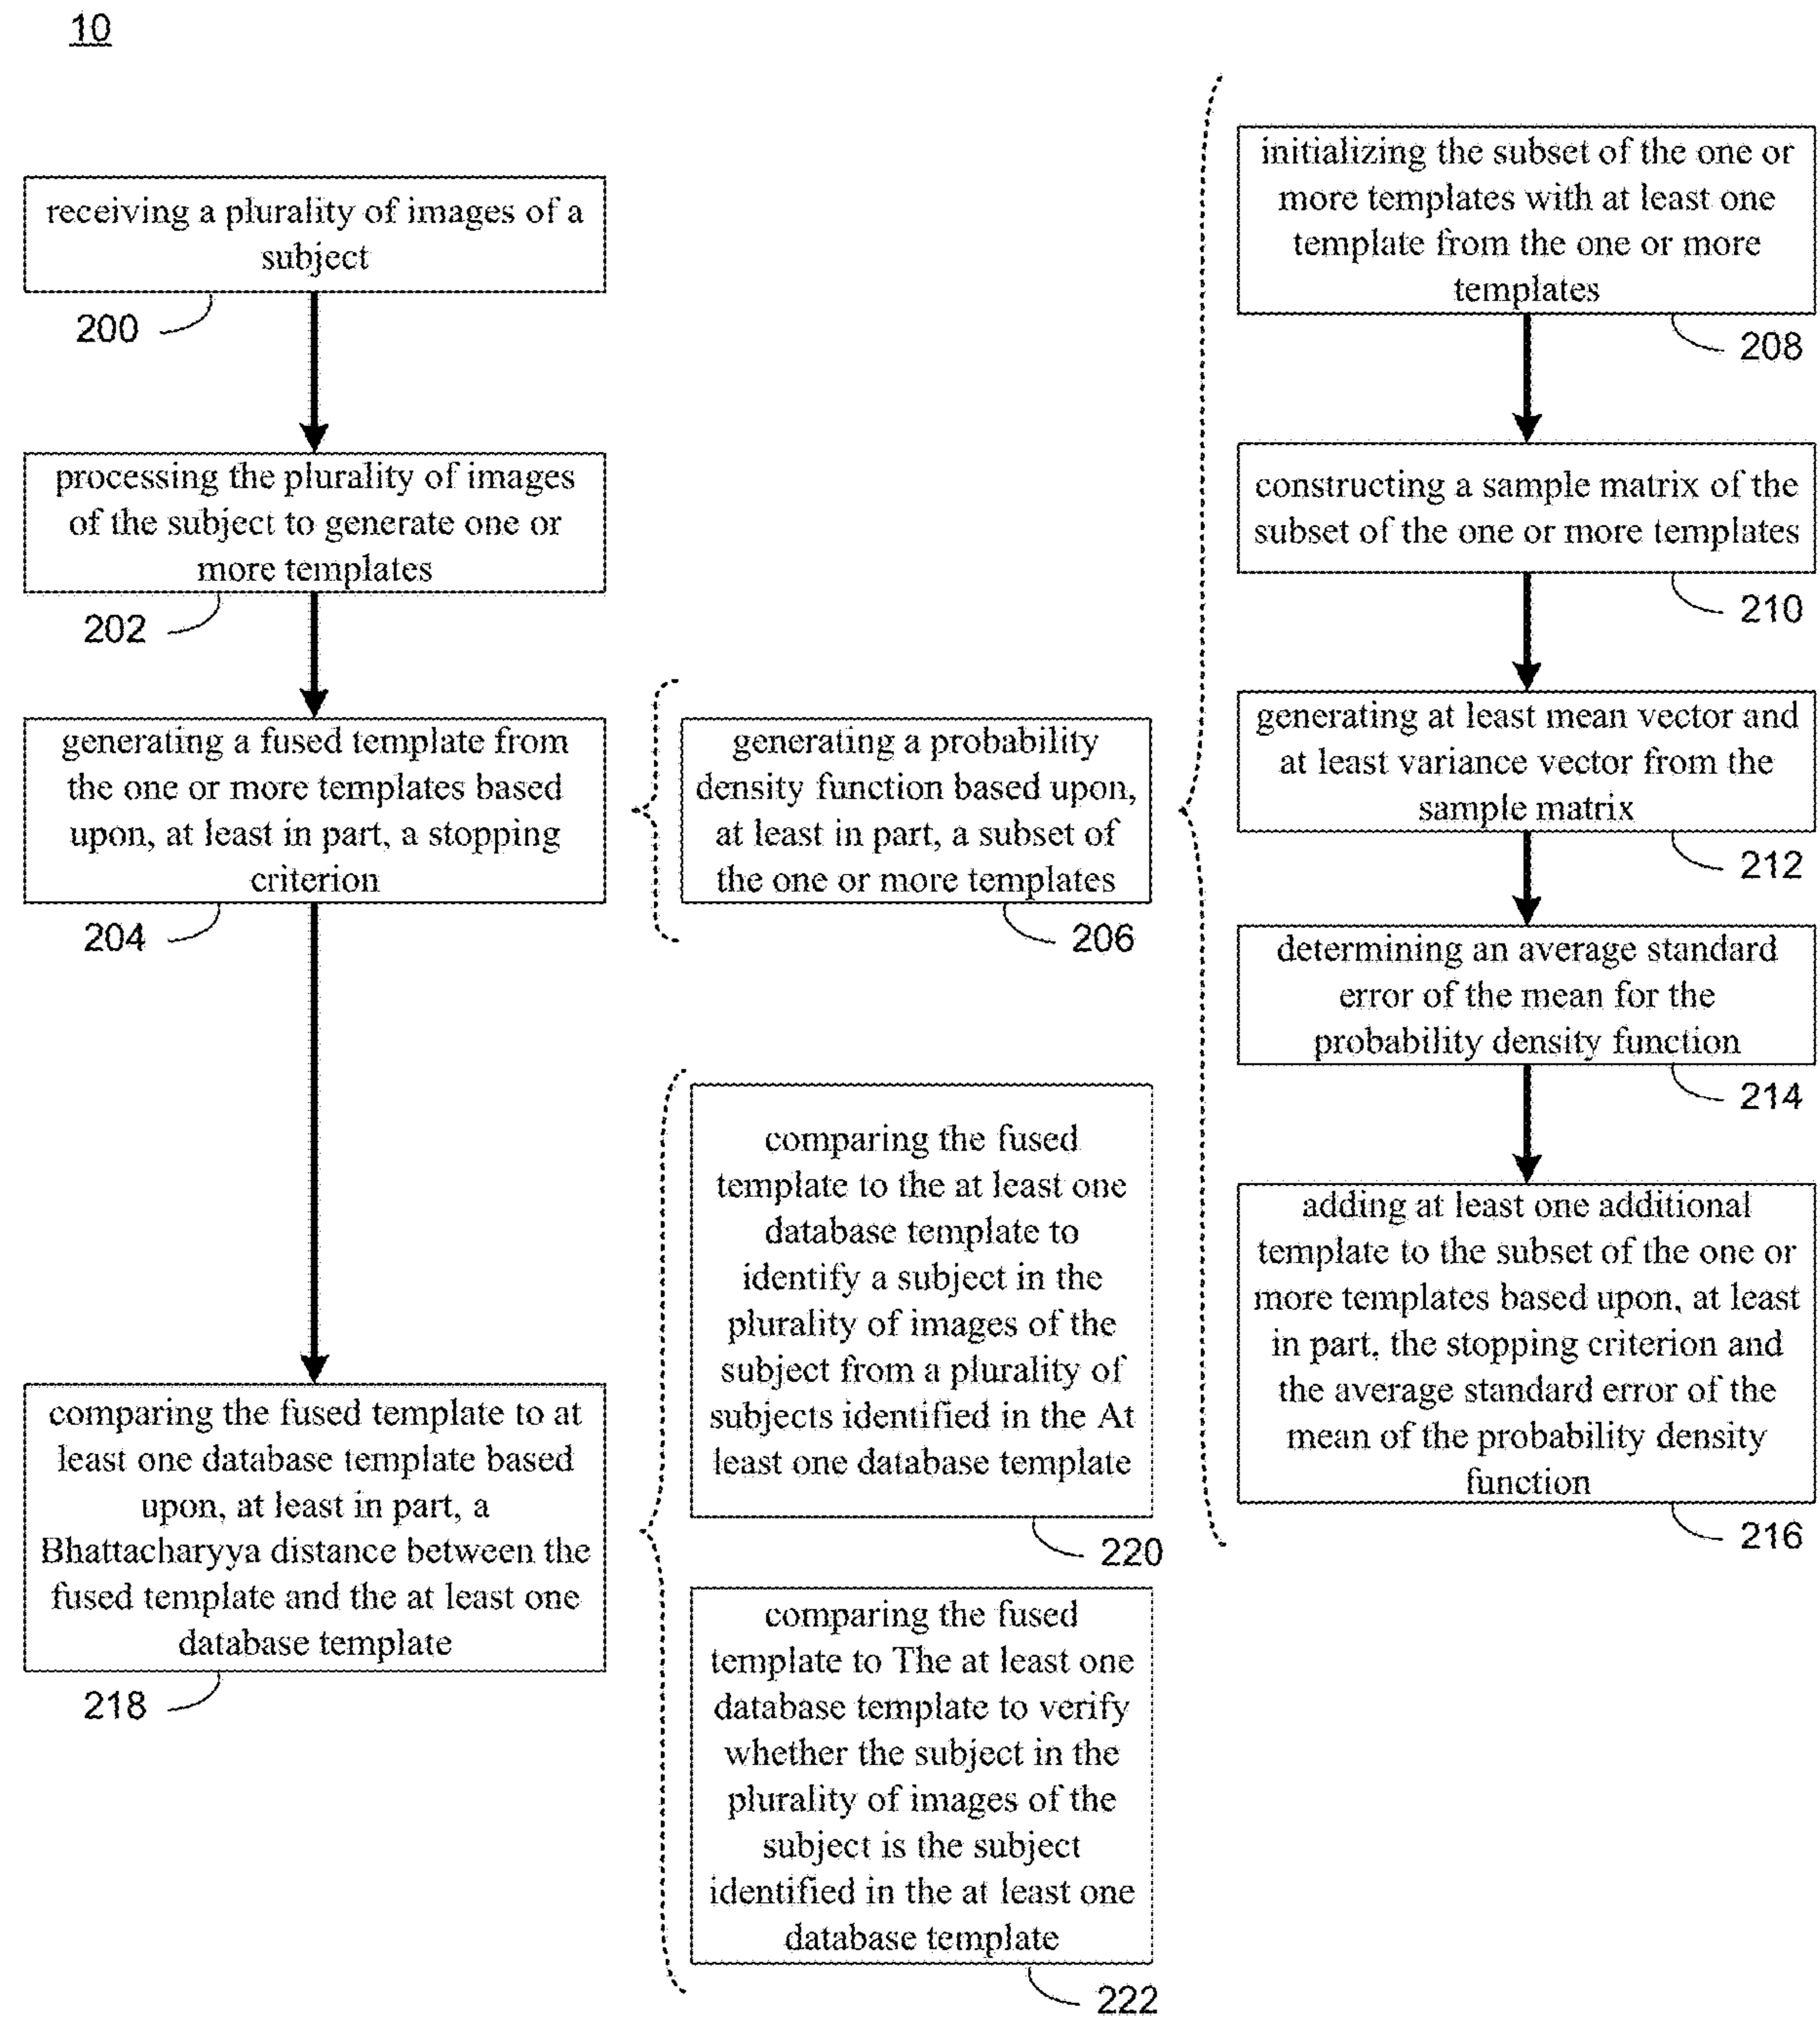 10
receiving a plurality of images of a
subject
200
processing the plurality of images
of the subject to generate one or
more templates
202
generating a fused template from
the one or more templates based
upon, at least in part, a stopping
criterion
204
generating a probability
density function based upon,
at least in part, a subset of
the one or more templates
206
initializing the subset of the one or
more templates with at least one
template from the one or more
templates
208
constructing a sample matrix of the
subset of the one or more templates
210
generating at least mean vector and
at least variance vector from the
sample matrix
212
determining an average standard
error of the mean for the
probability density function
214
adding at least one additional
template to the subset of the one or
more templates based upon, at least
in part, the stopping criterion and
the average standard error of the
mean of the probability density
function
216
comparing the fused template to at
least one database template based
upon, at least in part, a
Bhattacharyya distance between the
fused template and the at least one
database template
218
comparing the fused
template to the at least one
database template to
identify a subject in the
plurality of images of the
subject from a plurality of
subjects identified in the At
least one database template
220
comparing the fused
template to The at least one
database template to verify
whether the subject in the
plurality of images of the
subject is the subject
identified in the at least one
database template
222